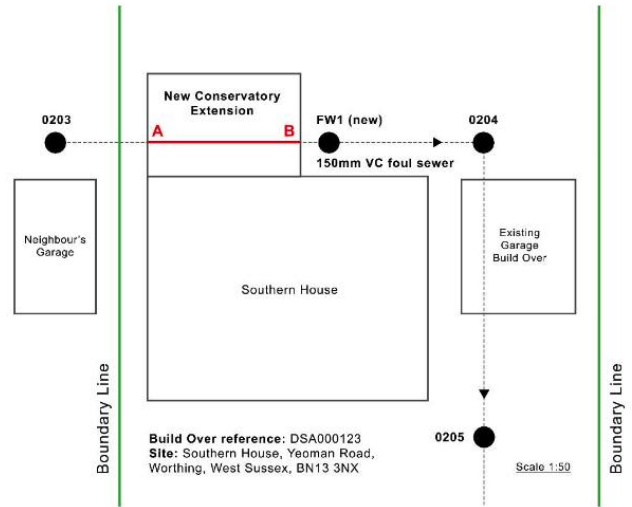 New Conservatory
Extension
0203
A
B
FW1 (new)
0204
150mm VC foul sewer
Neighbour's
Garage
Existing
Garage
Build Over
Southern House
Boundary Line
Boundary Line
0205
Build Over reference: DSA000123
Site: Southern House, Yeoman Road,
Worthing, West Sussex, BN13 3NX
Scale 1:50